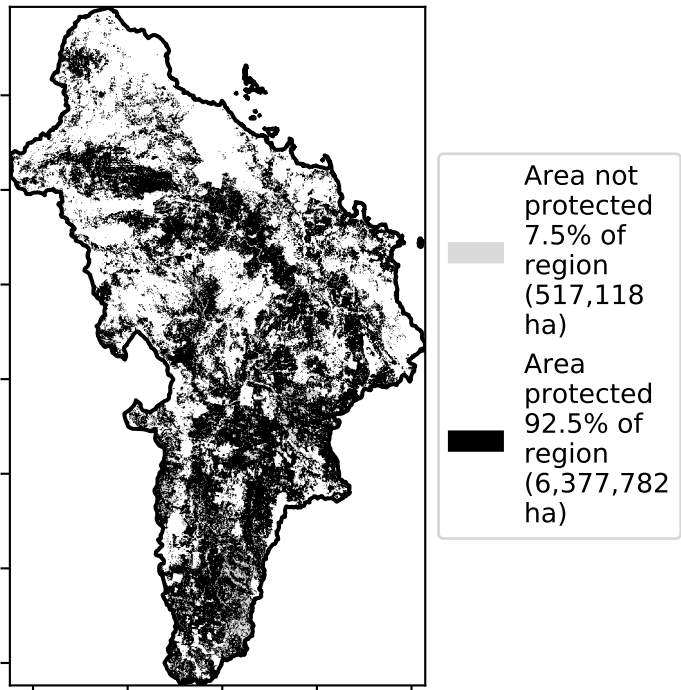 Area not
protected
7.5% of
region
(517,118
ha)
Area
protected
92.5% of
region
(6,377,782
ha)